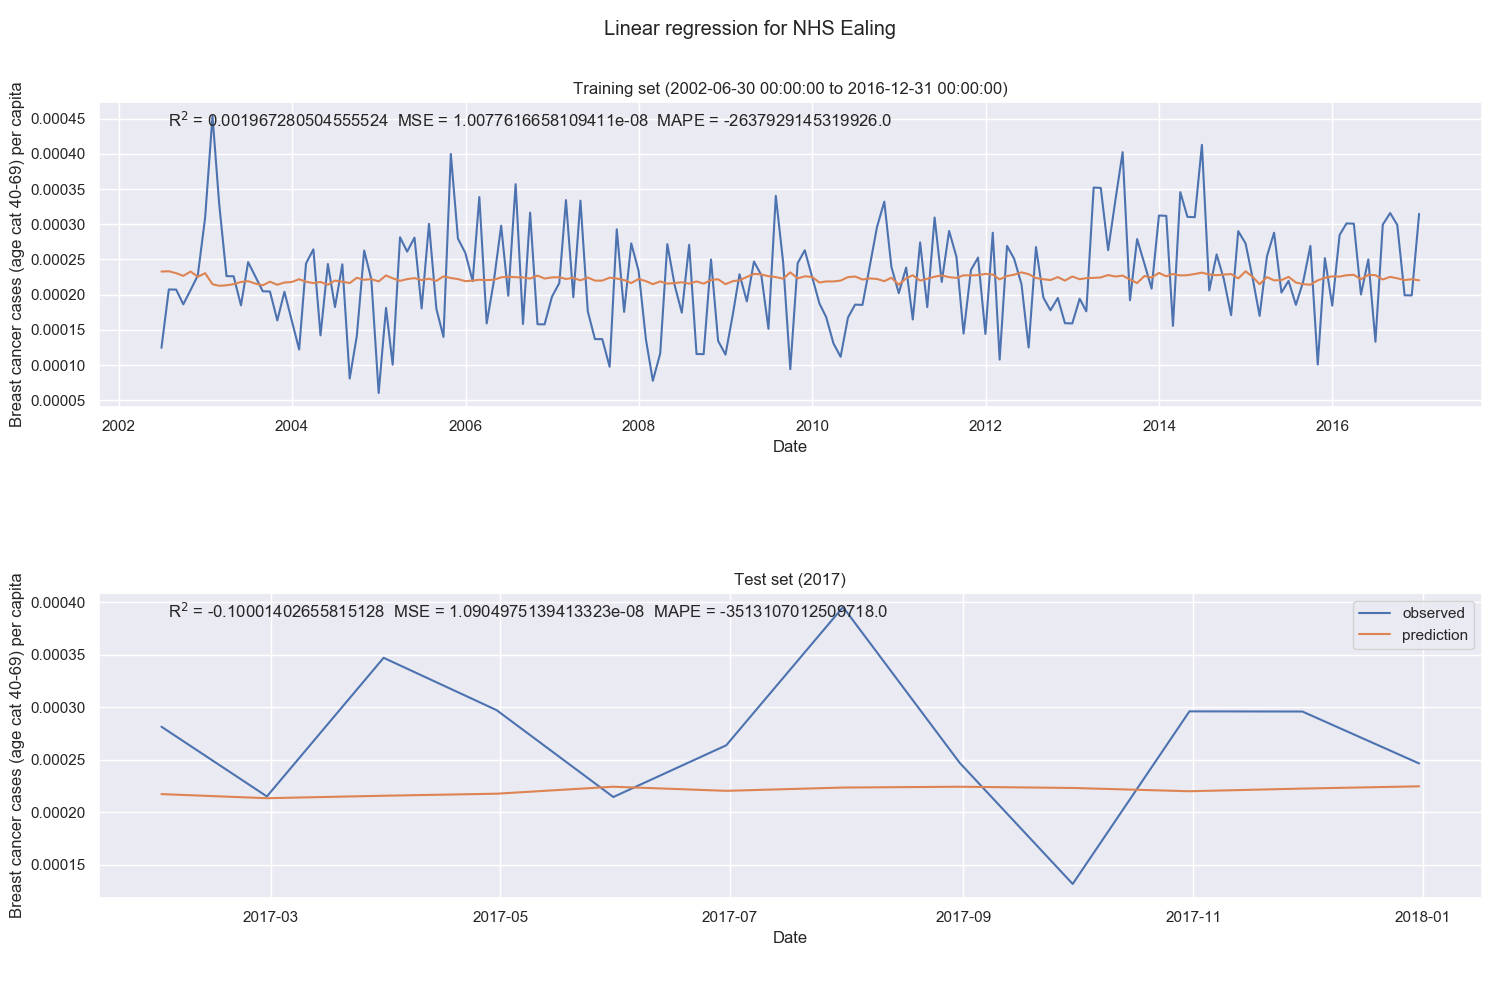 Linear regression for NHS Ealing
Training set (2002-06-30 00:00:00 to 2016-12-31 00:00:00)
R² = 0.001967280504555524 MSE = 1.0077616658109411e-08 MAPE = -2637929145319926.0
Breast cancer cases (age cat 40-69) per capita
0.00045
0.00040
0.00035
0.00030
0.00025
0.00020
0.00015
0.00010
0.00005
2002 2004 2006 2008 2010 2012 2014 2016
Date
Test set (2017)
R² = -0.10001402655815128 MSE = 1.0904975139413323e-08 MAPE = -3513107012509718.0
observed
prediction
Breast cancer cases (age cat 40-69) per capita
0.00040
0.00035
0.00030
0.00025
0.00020
0.00015
2017-03 2017-05 2017-07 2017-09 2017-11 2018-01
Date